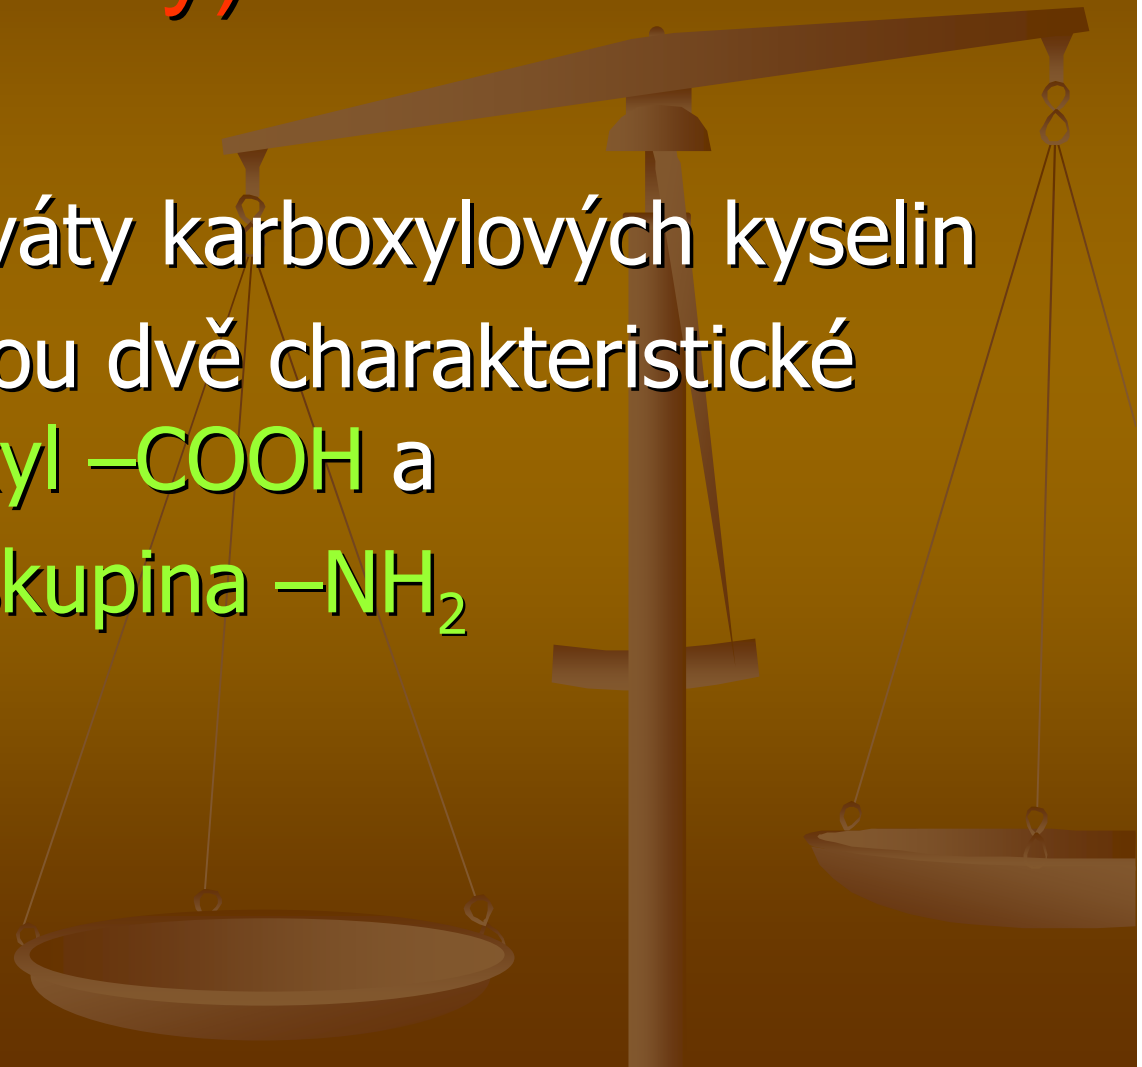 váty karboxylových kyselin
ou dvě charakteristické
yl –COOH a
kupina –NH₂